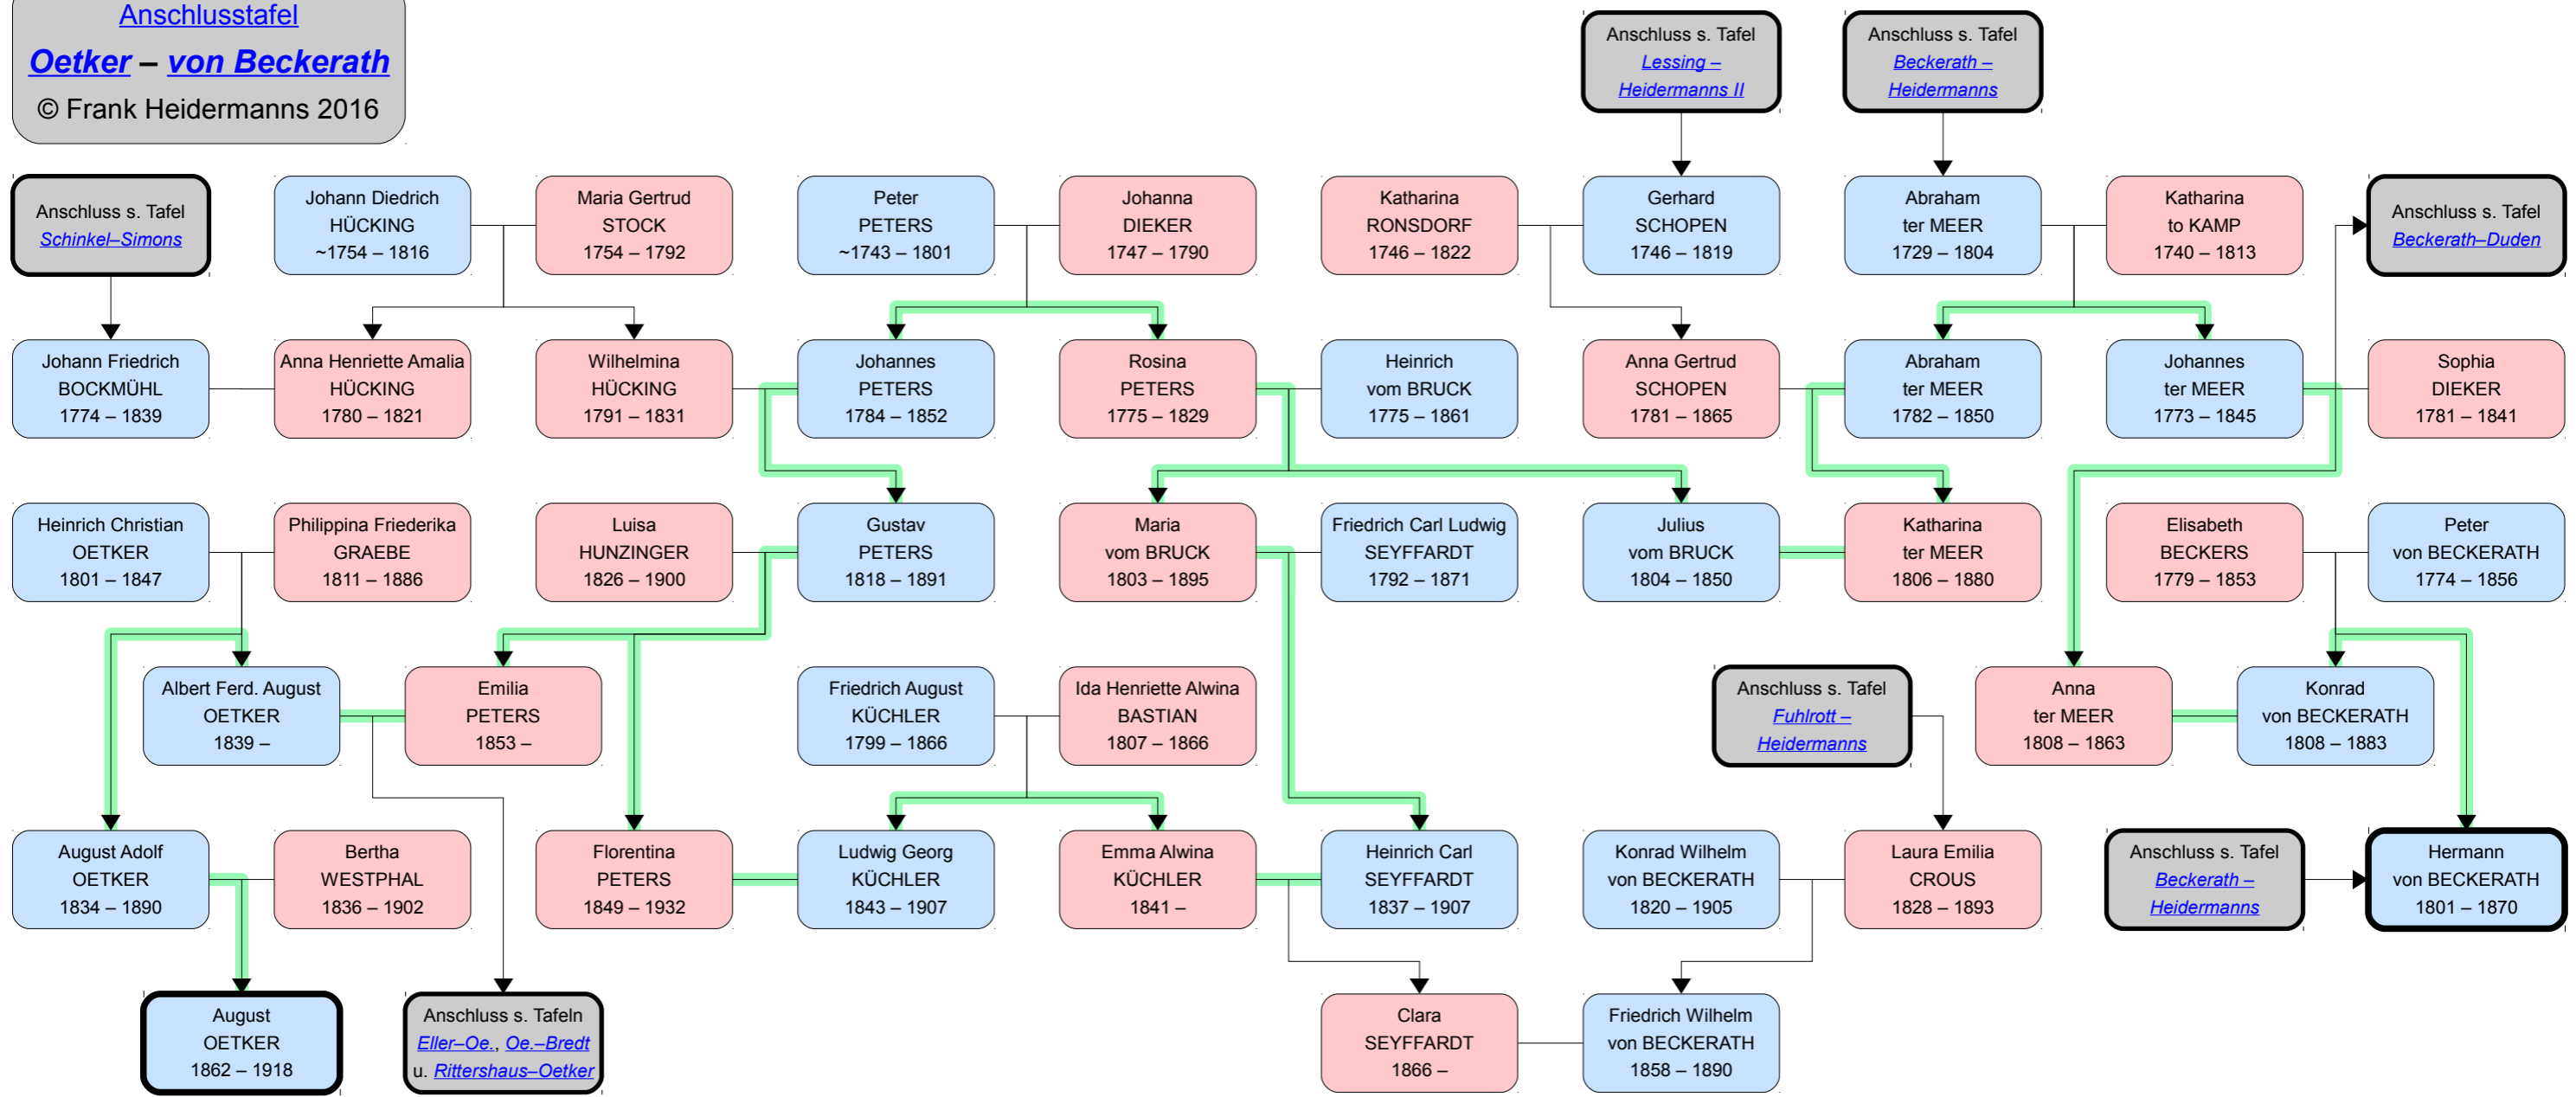 Anschlusstafel
Oetker – von Beckerath
© Frank Heidermanns 2016
Anschluss s. Tafel
Lessing –
Heidermanns II
Anschluss s. Tafel
Beckerath –
Heidermanns
Anschluss s. Tafel
Schinkel–Simons
Johann Diedrich
HÜCKING
~1754 – 1816
Maria Gertrud
STOCK
1754 – 1792
Peter
PETERS
~1743 – 1801
Johanna
DIEKER
1747 – 1790
Katharina
RONSDORF
1746 – 1822
Gerhard
SCHOPEN
1746 – 1819
Abraham
ter MEER
1729 – 1804
Katharina
to KAMP
1740 – 1813
Anschluss s. Tafel
Beckerath–Duden
Johann Friedrich
BOCKMÜHL
1774 – 1839
Anna Henriette Amalia
HÜCKING
1780 – 1821
Wilhelmina
HÜCKING
1791 – 1831
Johannes
PETERS
1784 – 1852
Rosina
PETERS
1775 – 1829
Heinrich
vom BRUCK
1775 – 1861
Anna Gertrud
SCHOPEN
1781 – 1865
Abraham
ter MEER
1782 – 1850
Johannes
ter MEER
1773 – 1845
Sophia
DIEKER
1781 – 1841
Heinrich Christian
OETKER
1801 – 1847
Philippina Friederika
GRAEBE
1811 – 1886
Luisa
HUNZINGER
1826 – 1900
Gustav
PETERS
1818 – 1891
Maria
vom BRUCK
1803 – 1895
Friedrich Carl Ludwig
SEYFFARDT
1792 – 1871
Julius
vom BRUCK
1804 – 1850
Katharina
ter MEER
1806 – 1880
Elisabeth
BECKERS
1779 – 1853
Peter
von BECKERATH
1774 – 1856
Albert Ferd. August
OETKER
1839 –
Emilia
PETERS
1853 –
Friedrich August
KÜCHLER
1799 – 1866
Ida Henriette Alwina
BASTIAN
1807 – 1866
Anschluss s. Tafel
Fuhlrott –
Heidermanns
Anna
ter MEER
1808 – 1863
Konrad
von BECKERATH
1808 – 1883
August Adolf
OETKER
1834 – 1890
Bertha
WESTPHAL
1836 – 1902
Florentina
PETERS
1849 – 1932
Ludwig Georg
KÜCHLER
1843 – 1907
Emma Alwina
KÜCHLER
1841 –
Heinrich Carl
SEYFFARDT
1837 – 1907
Konrad Wilhelm
von BECKERATH
1820 – 1905
Laura Emilia
CROUS
1828 – 1893
Anschluss s. Tafel
Beckerath –
Heidermanns
Hermann
von BECKERATH
1801 – 1870
August
OETKER
1862 – 1918
Anschluss s. Tafeln
Eller–Oe., Oe.–Bredt
u. Rittershaus–Oetker
Clara
SEYFFARDT
1866 –
Friedrich Wilhelm
von BECKERATH
1858 – 1890